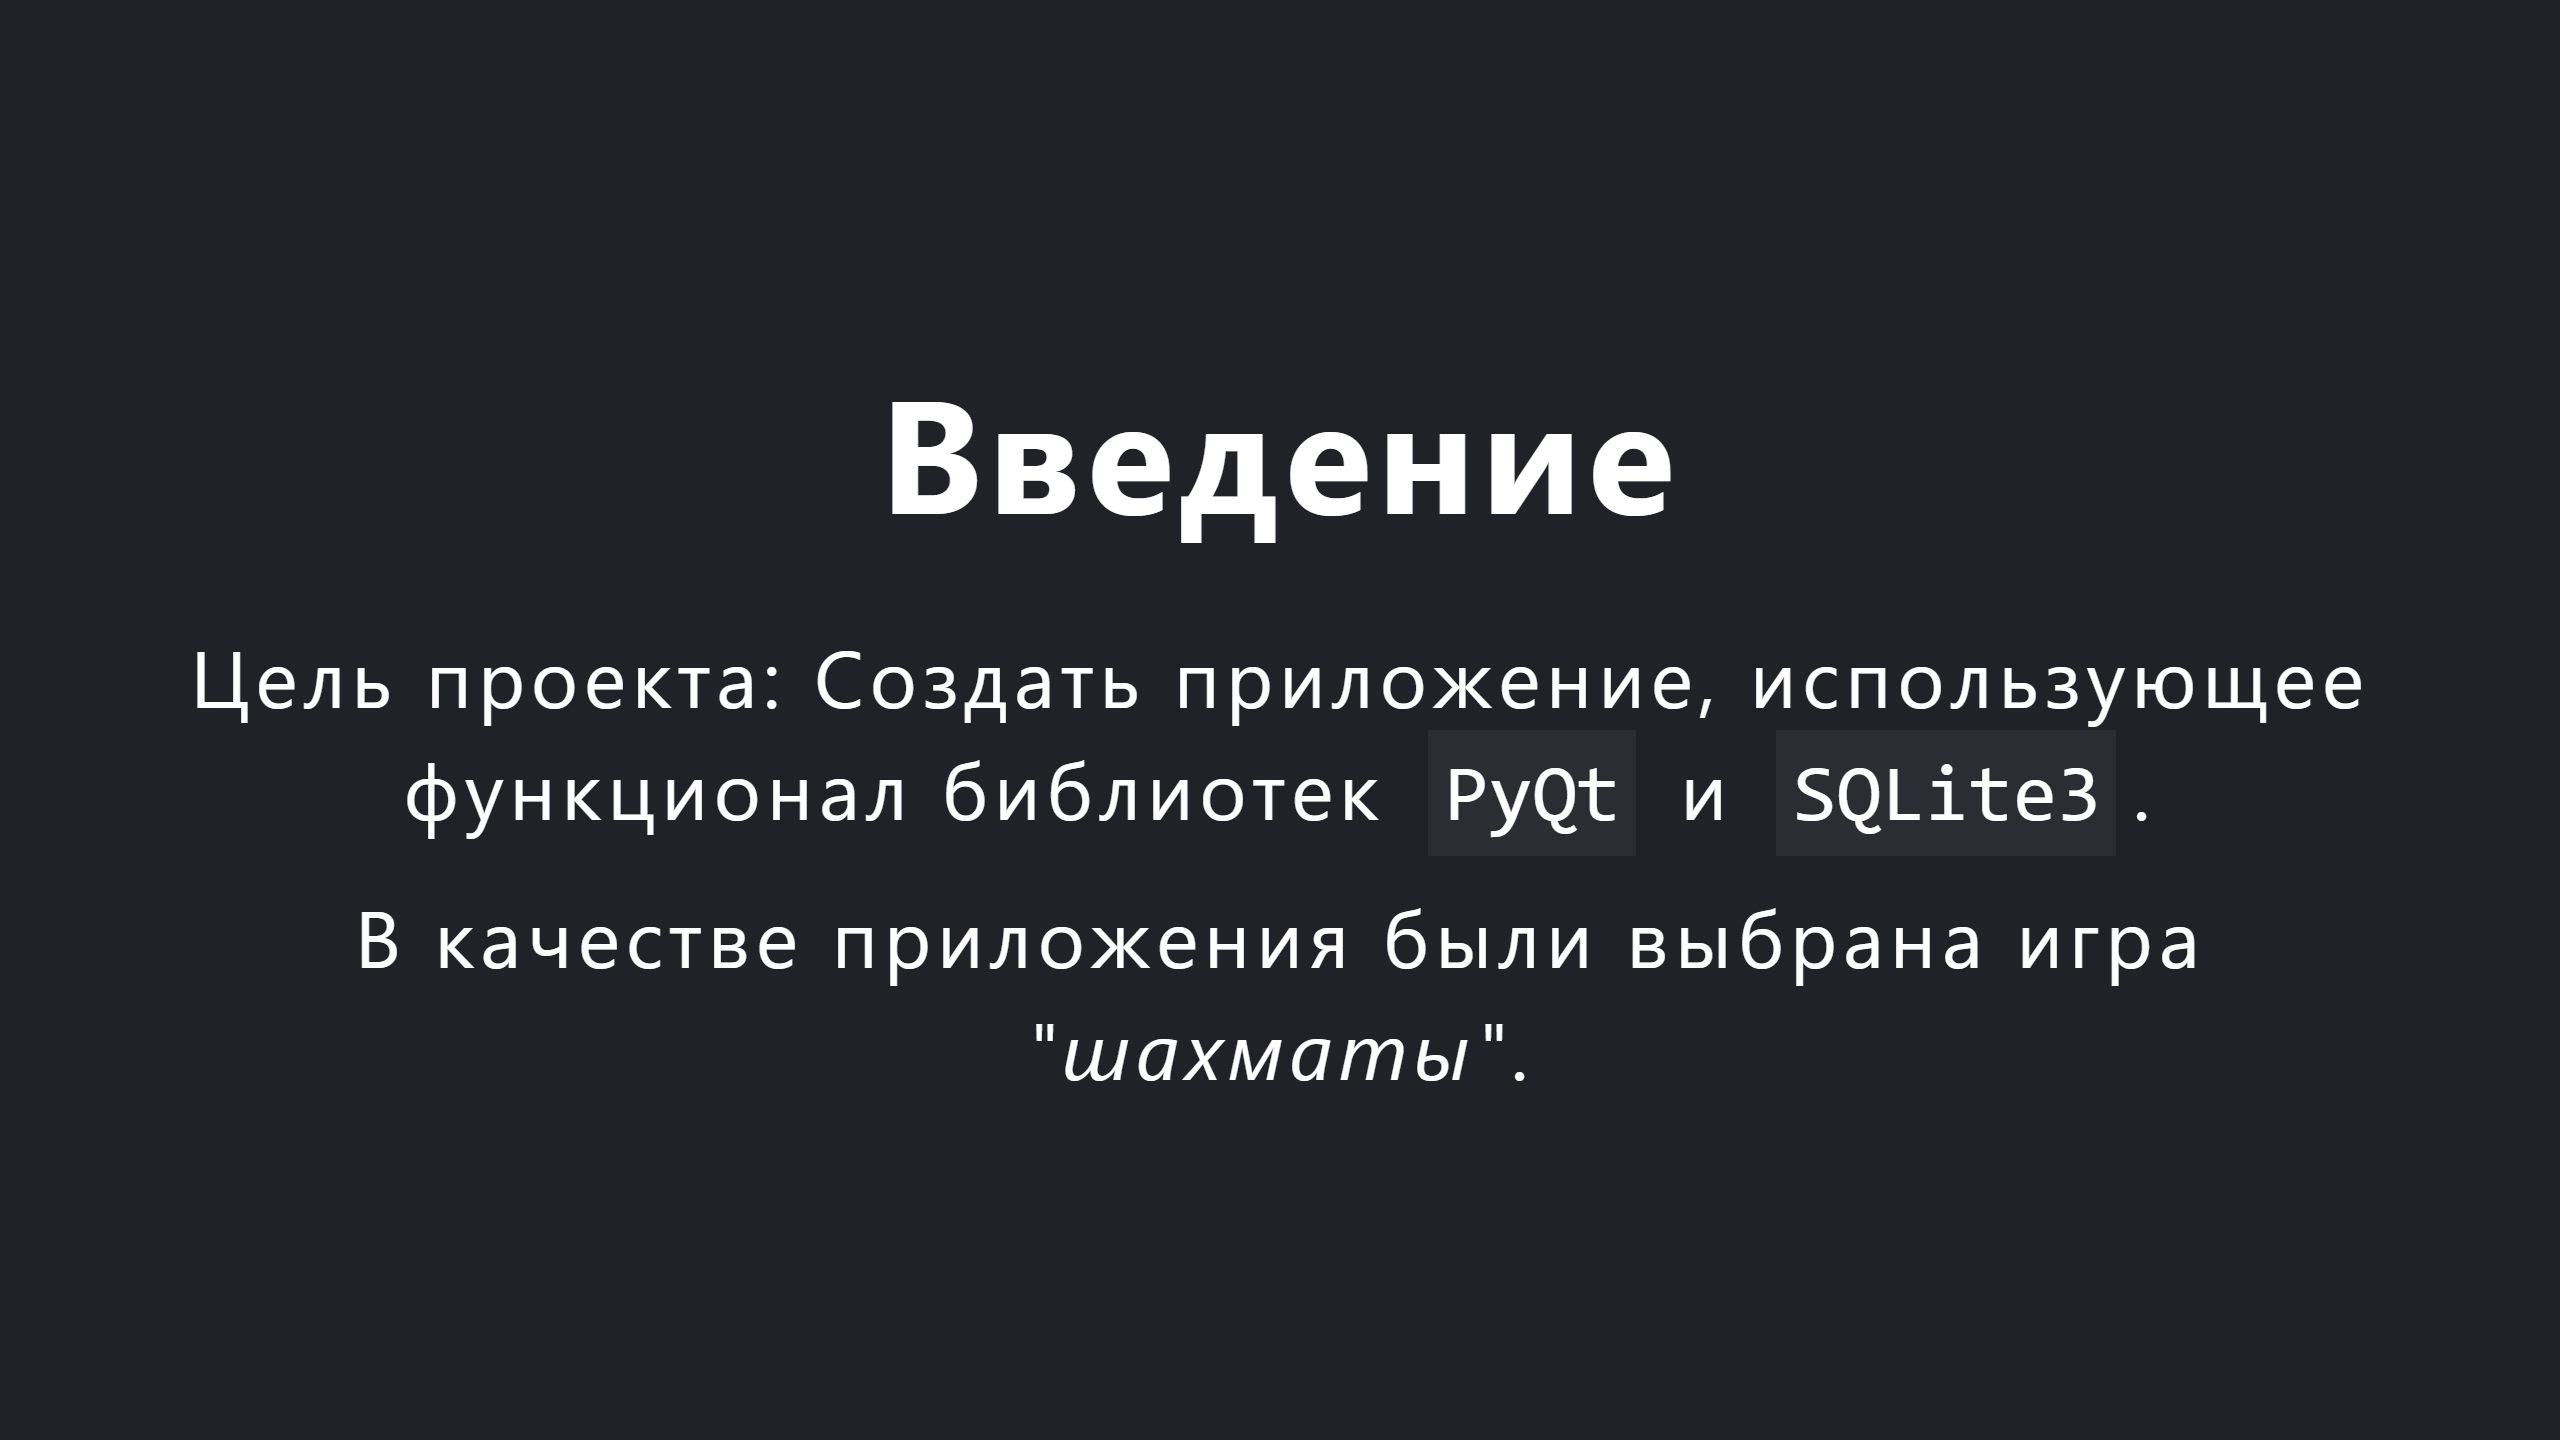 Введение
Цель проекта: Создать приложение, использующее
функционал библиотек PyQt и SQLite3.
В качестве приложения были выбрана игра
"шахматы".